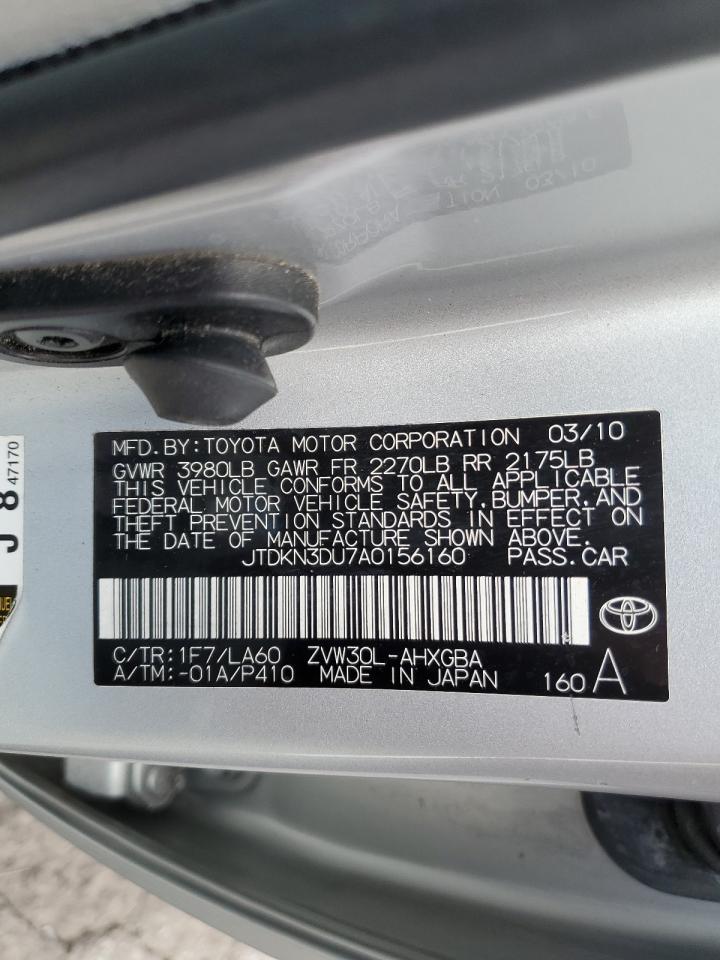 MFD. BY: TOYOTA MOTOR CORPORATION 03/10
GVWR 3980LB GAWR FR 2270LB RR 2175LB
THIS VEHICLE CONFORMS TO ALL APPLICABLE
FEDERAL MOTOR VEHICLE SAFETY, BUMPER, AND
THEFT PREVENTION STANDARDS IN EFFECT ON
THE DATE OF MANUFACTURE SHOWN ABOVE.
JTDKN3DU7A0156160 PASS.CAR
C/TR: 1F7/LA60 ZVW30L-AHXGBA
A/TM: -01A/P410 MADE IN JAPAN 160 A
J 8 47170